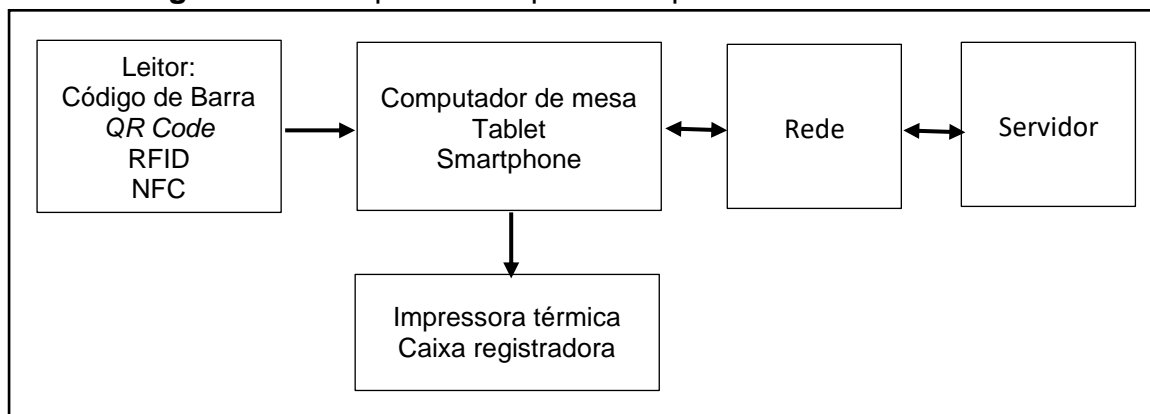 Leitor:
Código de Barra
QR Code
RFID
NFC
Computador de mesa
Tablet
Smartphone
Rede
Servidor
Impressora térmica
Caixa registradora